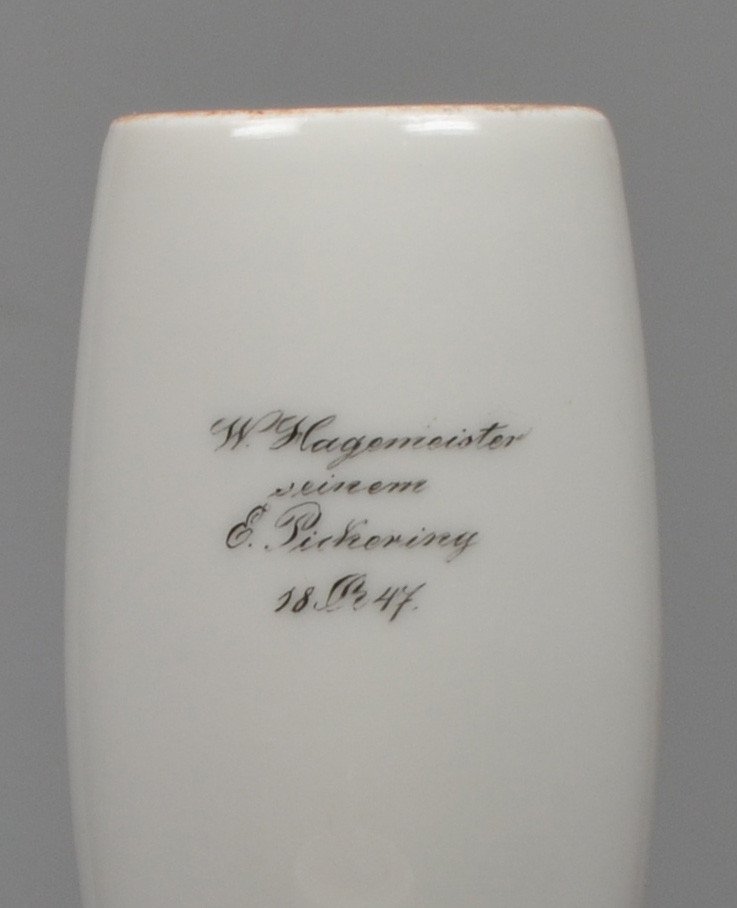 W. Hagemeister
seinem
E. Pickering
18 47.